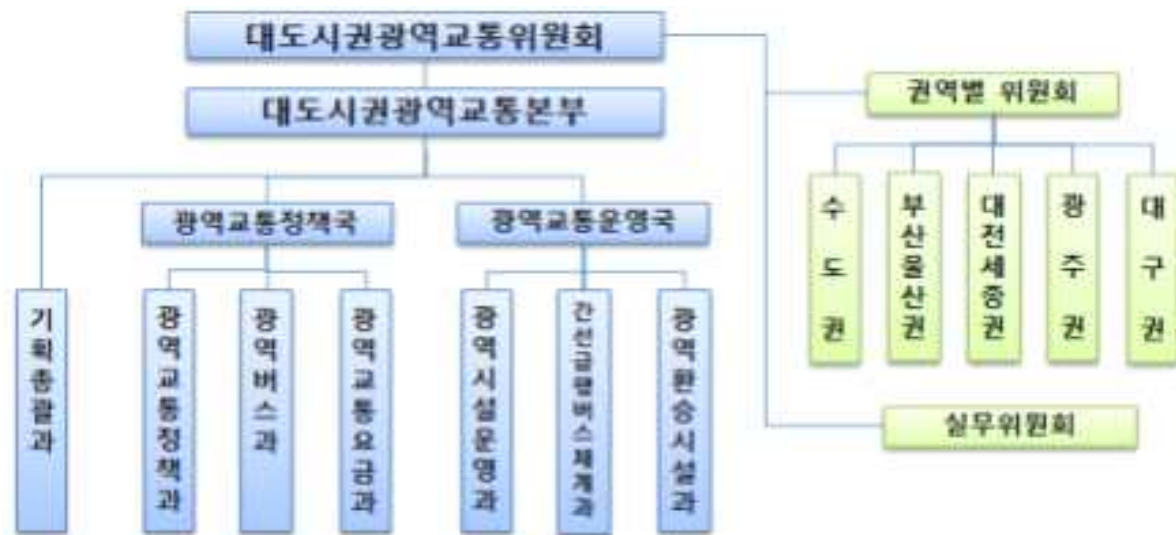 대도시권광역교통위원회
대도시권광역교통본부
권역별 위원회
수도권
부산울산권
대전세종권
광주권
대구권
광역교통정책국
광역교통운영국
기획총괄과
광역교통정책과
광역버스과
광역교통요금과
광역시설운영과
간선급행버스체계과
광역환승시설과
실무위원회